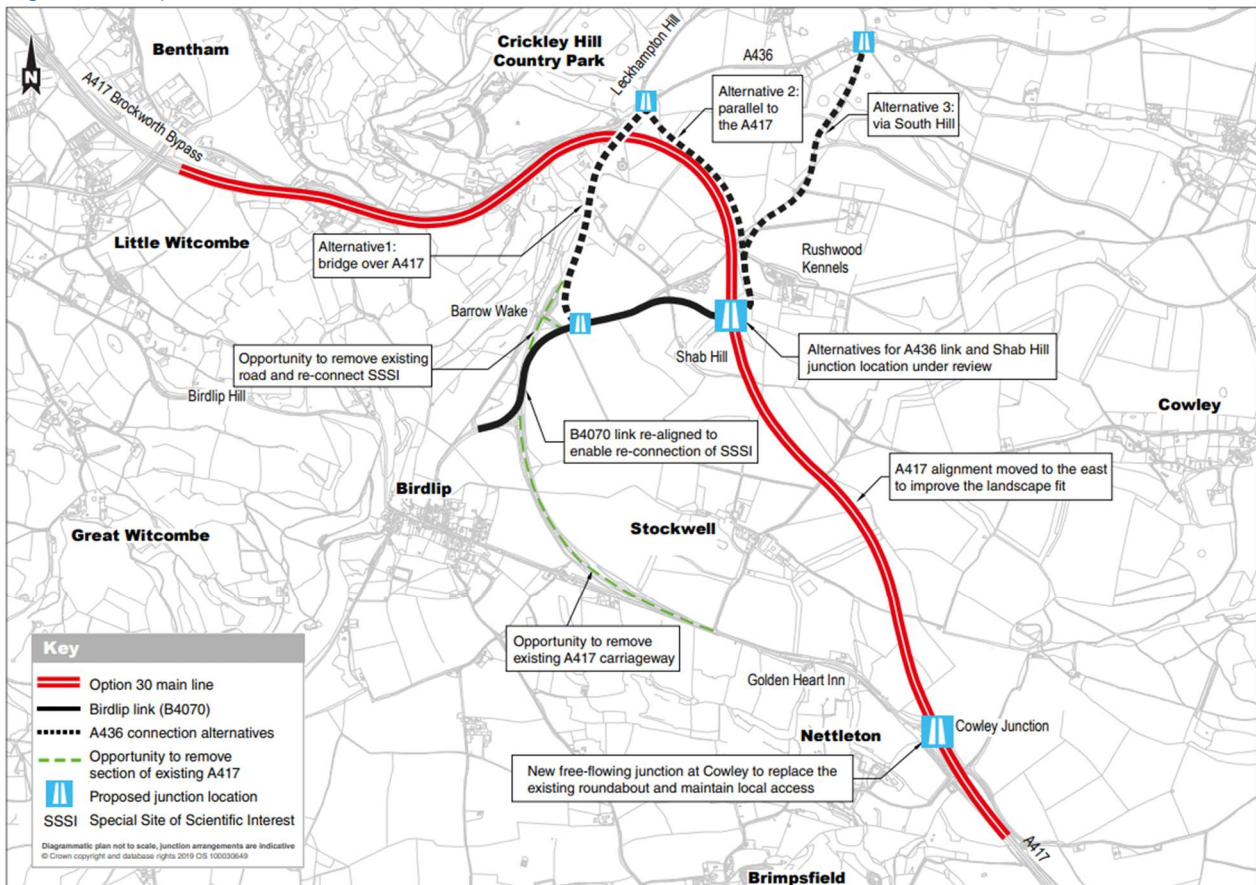 Bentham
Crickley Hill
Country Park
Leckhampton Hill
A436
N
A417 Brockworth Bypass
Alternative 2:
parallel to
the A417
Alternative 3:
via South Hill
Little Witcombe
Alternative1:
bridge over A417
Rushwood
Kennels
Barrow Wake
Opportunity to remove existing
road and re-connect SSSI
Shab Hill
Alternatives for A436 link and Shab Hill
junction location under review
Birdlip Hill
Cowley
B4070 link re-aligned to
enable re-connection of SSSI
A417 alignment moved to the east
to improve the landscape fit
Birdlip
Great Witcombe
Stockwell
Opportunity to remove
existing A417 carriageway
Golden Heart Inn
Nettleton
Cowley Junction
New free-flowing junction at Cowley to replace the
existing roundabout and maintain local access
A417
Brimpsfield
Key
Option 30 main line
Birdlip link (B4070)
A436 connection alternatives
Opportunity to remove
section of existing A417
Proposed junction location
SSSI Special Site of Scientific Interest
Diagrammatic plan not to scale, junction arrangements are indicative
© Crown copyright and database rights 2019 OS 100030649